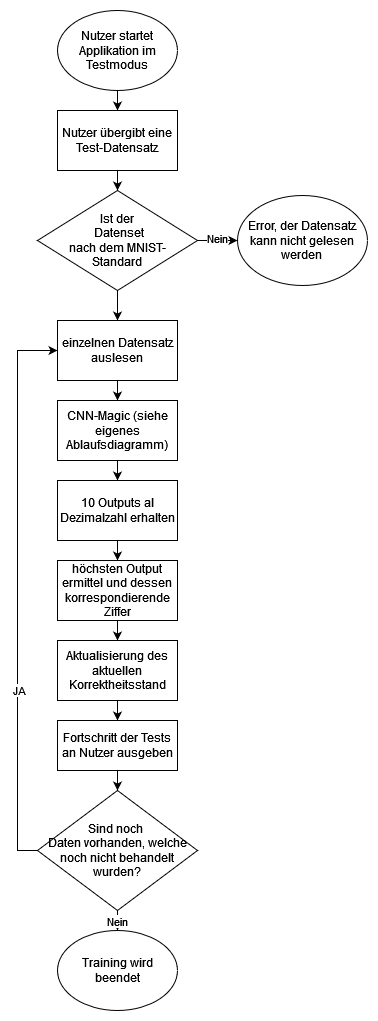 Nutzer startet
Applikation im
Testmodus
Nutzer übergibt eine
Test-Datensatz
Ist der
Datenset
nach dem MNIST-
Standard
Nein
Error, der Datensatz
kann nicht gelesen
werden
einzelnen Datensatz
auslesen
CNN-Magic (siehe
eigenes
Ablaufsdiagramm)
10 Outputs al
Dezimalzahl erhalten
höchsten Output
ermittel und dessen
korrespondierende
Ziffer
Aktualisierung des
aktuellen
Korrektheitsstand
JA
Fortschritt der Tests
an Nutzer ausgeben
Sind noch
Daten vorhanden, welche
noch nicht behandelt
wurden?
Nein
Training wird
beendet